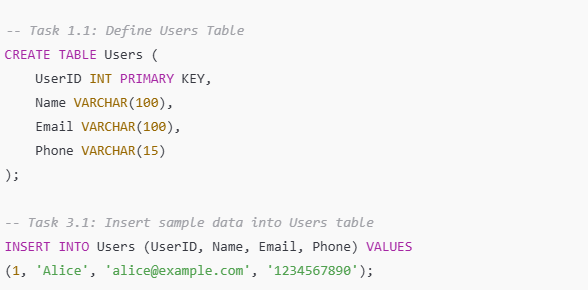 -- Task 1.1: Define Users Table
CREATE TABLE Users (
    UserID INT PRIMARY KEY,
    Name VARCHAR(100),
    Email VARCHAR(100),
    Phone VARCHAR(15)
);

-- Task 3.1: Insert sample data into Users table
INSERT INTO Users (UserID, Name, Email, Phone) VALUES
(1, 'Alice', 'alice@example.com', '1234567890');